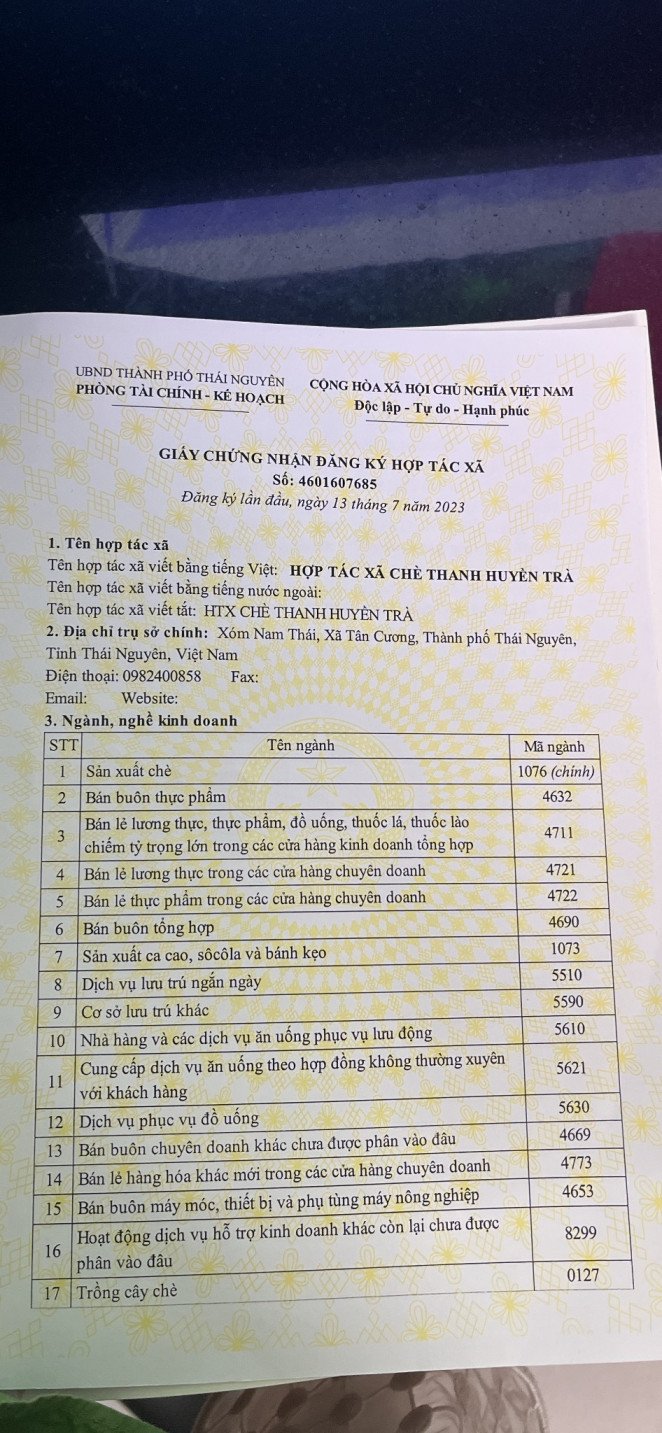 UBND THÀNH PHỐ THÁI NGUYÊN
PHÒNG TÀI CHÍNH - KẾ HOẠCH
CỘNG HÒA XÃ HỘI CHỦ NGHĨA VIỆT NAM
Độc lập - Tự do - Hạnh phúc
GIẤY CHỨNG NHẬN ĐĂNG KÝ HỢP TÁC XÃ
Số: 4601607685
Đăng ký lần đầu, ngày 13 tháng 7 năm 2023
1. Tên hợp tác xã
Tên hợp tác xã viết bằng tiếng Việt: HỢP TÁC XÃ CHÈ THANH HUYỀN TRÀ
Tên hợp tác xã viết bằng tiếng nước ngoài:
Tên hợp tác xã viết tắt: HTX CHÈ THANH HUYỀN TRÀ
2. Địa chỉ trụ sở chính: Xóm Nam Thái, Xã Tân Cương, Thành phố Thái Nguyên,
Tỉnh Thái Nguyên, Việt Nam
Điện thoại: 0982400858 Fax:
Email: Website:
3. Ngành, nghề kinh doanh
STT Tên ngành Mã ngành
1 Sản xuất chè 1076 (chính)
2 Bán buôn thực phẩm 4632
3 Bán lẻ lương thực, thực phẩm, đồ uống, thuốc lá, thuốc lào
chiếm tỷ trọng lớn trong các cửa hàng kinh doanh tổng hợp 4711
4 Bán lẻ lương thực trong các cửa hàng chuyên doanh 4721
5 Bán lẻ thực phẩm trong các cửa hàng chuyên doanh 4722
6 Bán buôn tổng hợp 4690
7 Sản xuất ca cao, sôcôla và bánh kẹo 1073
8 Dịch vụ lưu trú ngắn ngày 5510
9 Cơ sở lưu trú khác 5590
10 Nhà hàng và các dịch vụ ăn uống phục vụ lưu động 5610
11 Cung cấp dịch vụ ăn uống theo hợp đồng không thường xuyên
với khách hàng 5621
12 Dịch vụ phục vụ đồ uống 5630
13 Bán buôn chuyên doanh khác chưa được phân vào đâu 4669
14 Bán lẻ hàng hóa khác mới trong các cửa hàng chuyên doanh 4773
15 Bán buôn máy móc, thiết bị và phụ tùng máy nông nghiệp 4653
16 Hoạt động dịch vụ hỗ trợ kinh doanh khác còn lại chưa được
phân vào đâu 8299
17 Trồng cây chè 0127